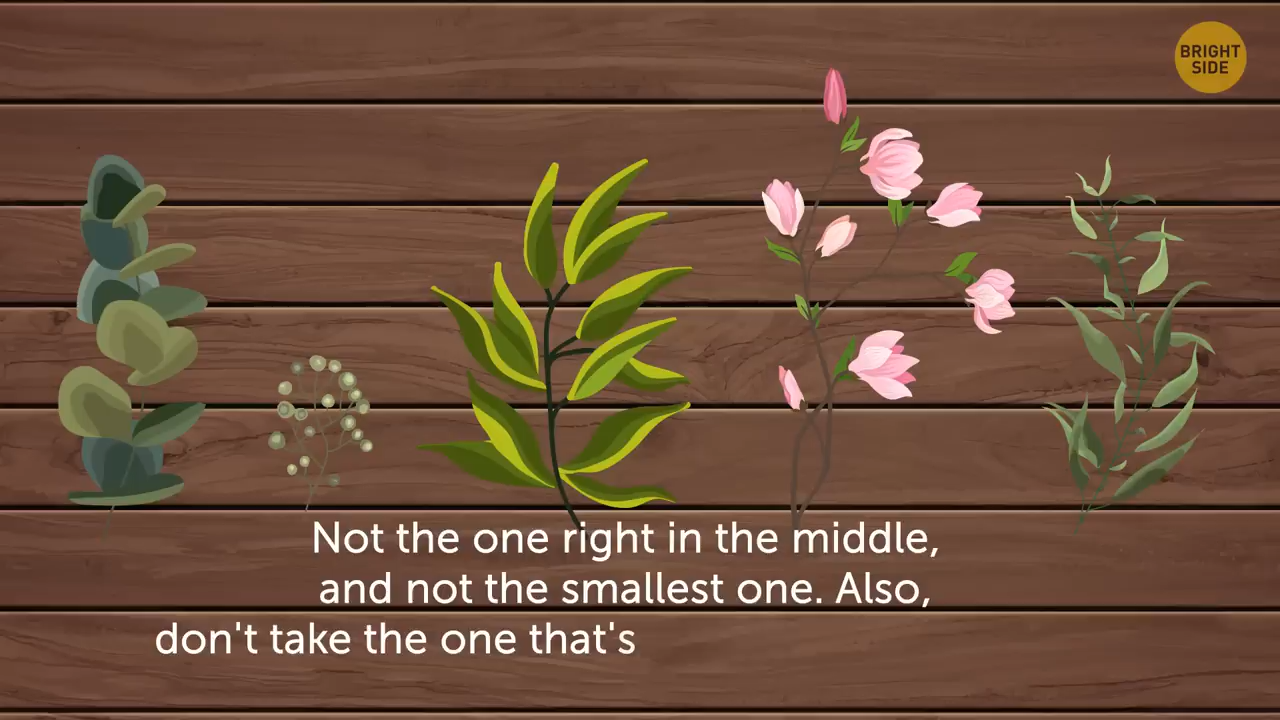 BRIGHT
SIDE
Not the one right in the middle,
and not the smallest one. Also,
don't take the one that's